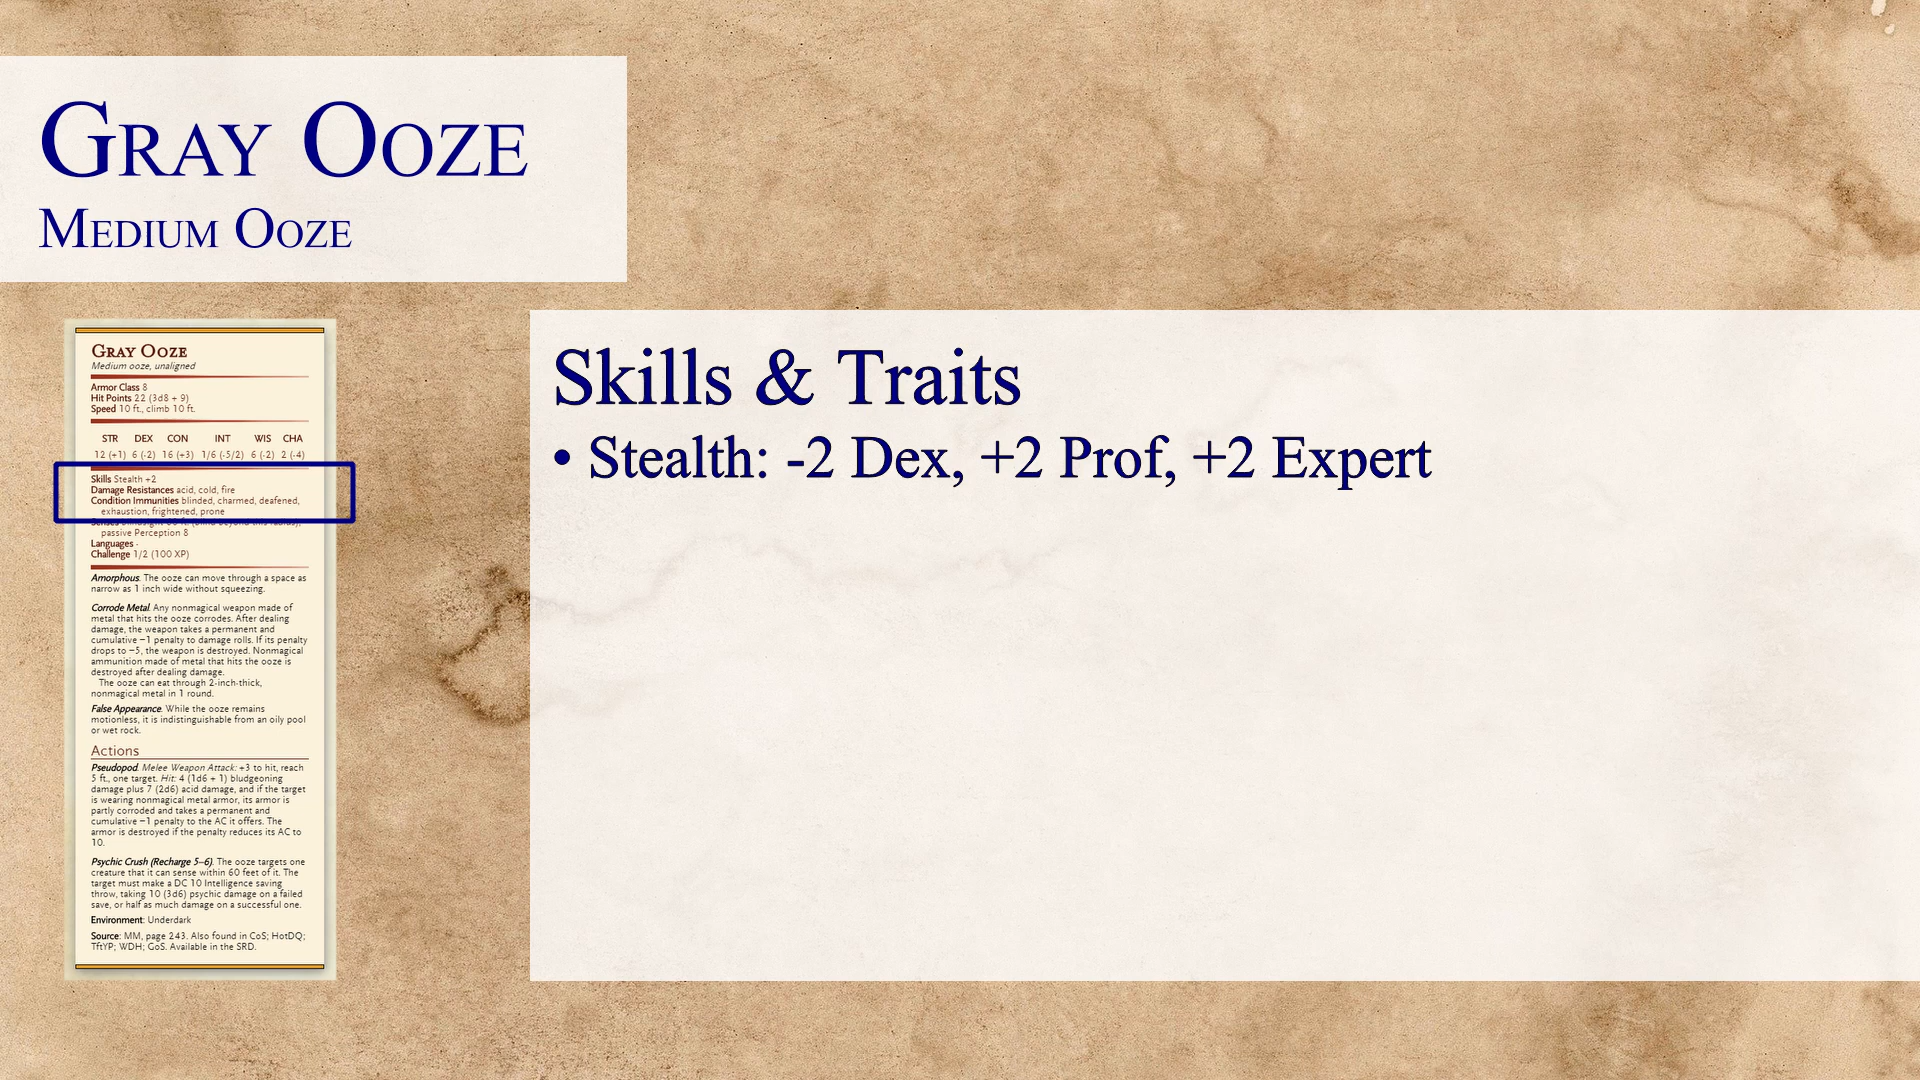 Gray Ooze
Medium Ooze
Gray Ooze
Medium ooze, unaligned
Armor Class 8
Hit Points 22 (3d8 + 9)
Speed 10 ft., climb 10 ft.
STR DEX CON INT WIS CHA
12 (+1) 6 (-2) 16 (+3) 1/6 (-5/2) 6 (-2) 2 (-4)
Skills Stealth +2
Damage Resistances acid, cold, fire
Condition Immunities blinded, charmed, deafened,
exhaustion, frightened, prone
Senses blindsight 60 ft. (blind beyond this radius),
passive Perception 8
Languages -
Challenge 1/2 (100 XP)
Amorphous. The ooze can move through a space as
narrow as 1 inch wide without squeezing.
Corrode Metal. Any nonmagical weapon made of
metal that hits the ooze corrodes. After dealing
damage, the weapon takes a permanent and
cumulative −1 penalty to damage rolls. If its penalty
drops to −5, the weapon is destroyed. Nonmagical
ammunition made of metal that hits the ooze is
destroyed after dealing damage.
The ooze can eat through 2-inch-thick,
nonmagical metal in 1 round.
False Appearance. While the ooze remains
motionless, it is indistinguishable from an oily pool
or wet rock.
Actions
Pseudopod. Melee Weapon Attack: +3 to hit, reach
5 ft., one target. Hit: 4 (1d6 + 1) bludgeoning
damage plus 7 (2d6) acid damage, and if the target
is wearing nonmagical metal armor, its armor is
partly corroded and takes a permanent and
cumulative −1 penalty to the AC it offers. The
armor is destroyed if the penalty reduces its AC to
10.
Psychic Crush (Recharge 5–6). The ooze targets one
creature that it can sense within 60 feet of it. The
target must make a DC 10 Intelligence saving
throw, taking 10 (3d6) psychic damage on a failed
save, or half as much damage on a successful one.
Environment: Underdark
Source: MM, page 243. Also found in CoS; HotDQ;
TftYP; WDH; GoS. Available in the SRD.
Skills & Traits
• Stealth: -2 Dex, +2 Prof, +2 Expert